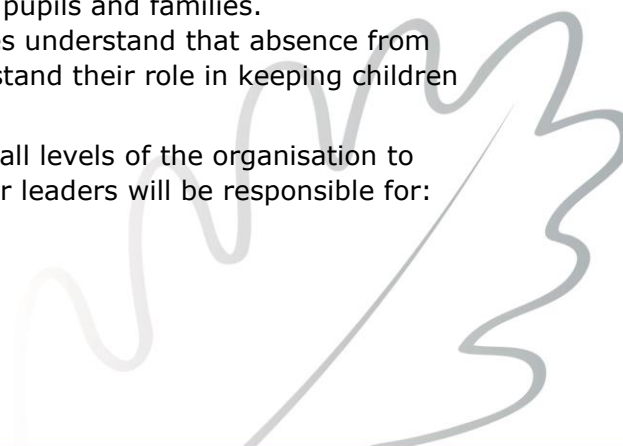 pupils and families.
es understand that absence from
stand their role in keeping children
all levels of the organisation to
r leaders will be responsible for: